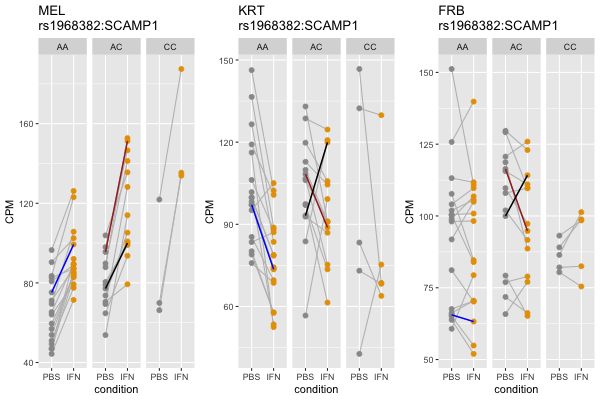 MEL
rs1968382:SCAMP1
AA AC CC
CPM
160
120
80
40
PBS IFN PBS IFN PBS IFN
condition
KRT
rs1968382:SCAMP1
AA AC CC
CPM
150
120
90
60
PBS IFN PBS IFN PBS IFN
condition
FRB
rs1968382:SCAMP1
AA AC CC
CPM
150
125
100
75
50
PBS IFN PBS IFN PBS IFN
condition